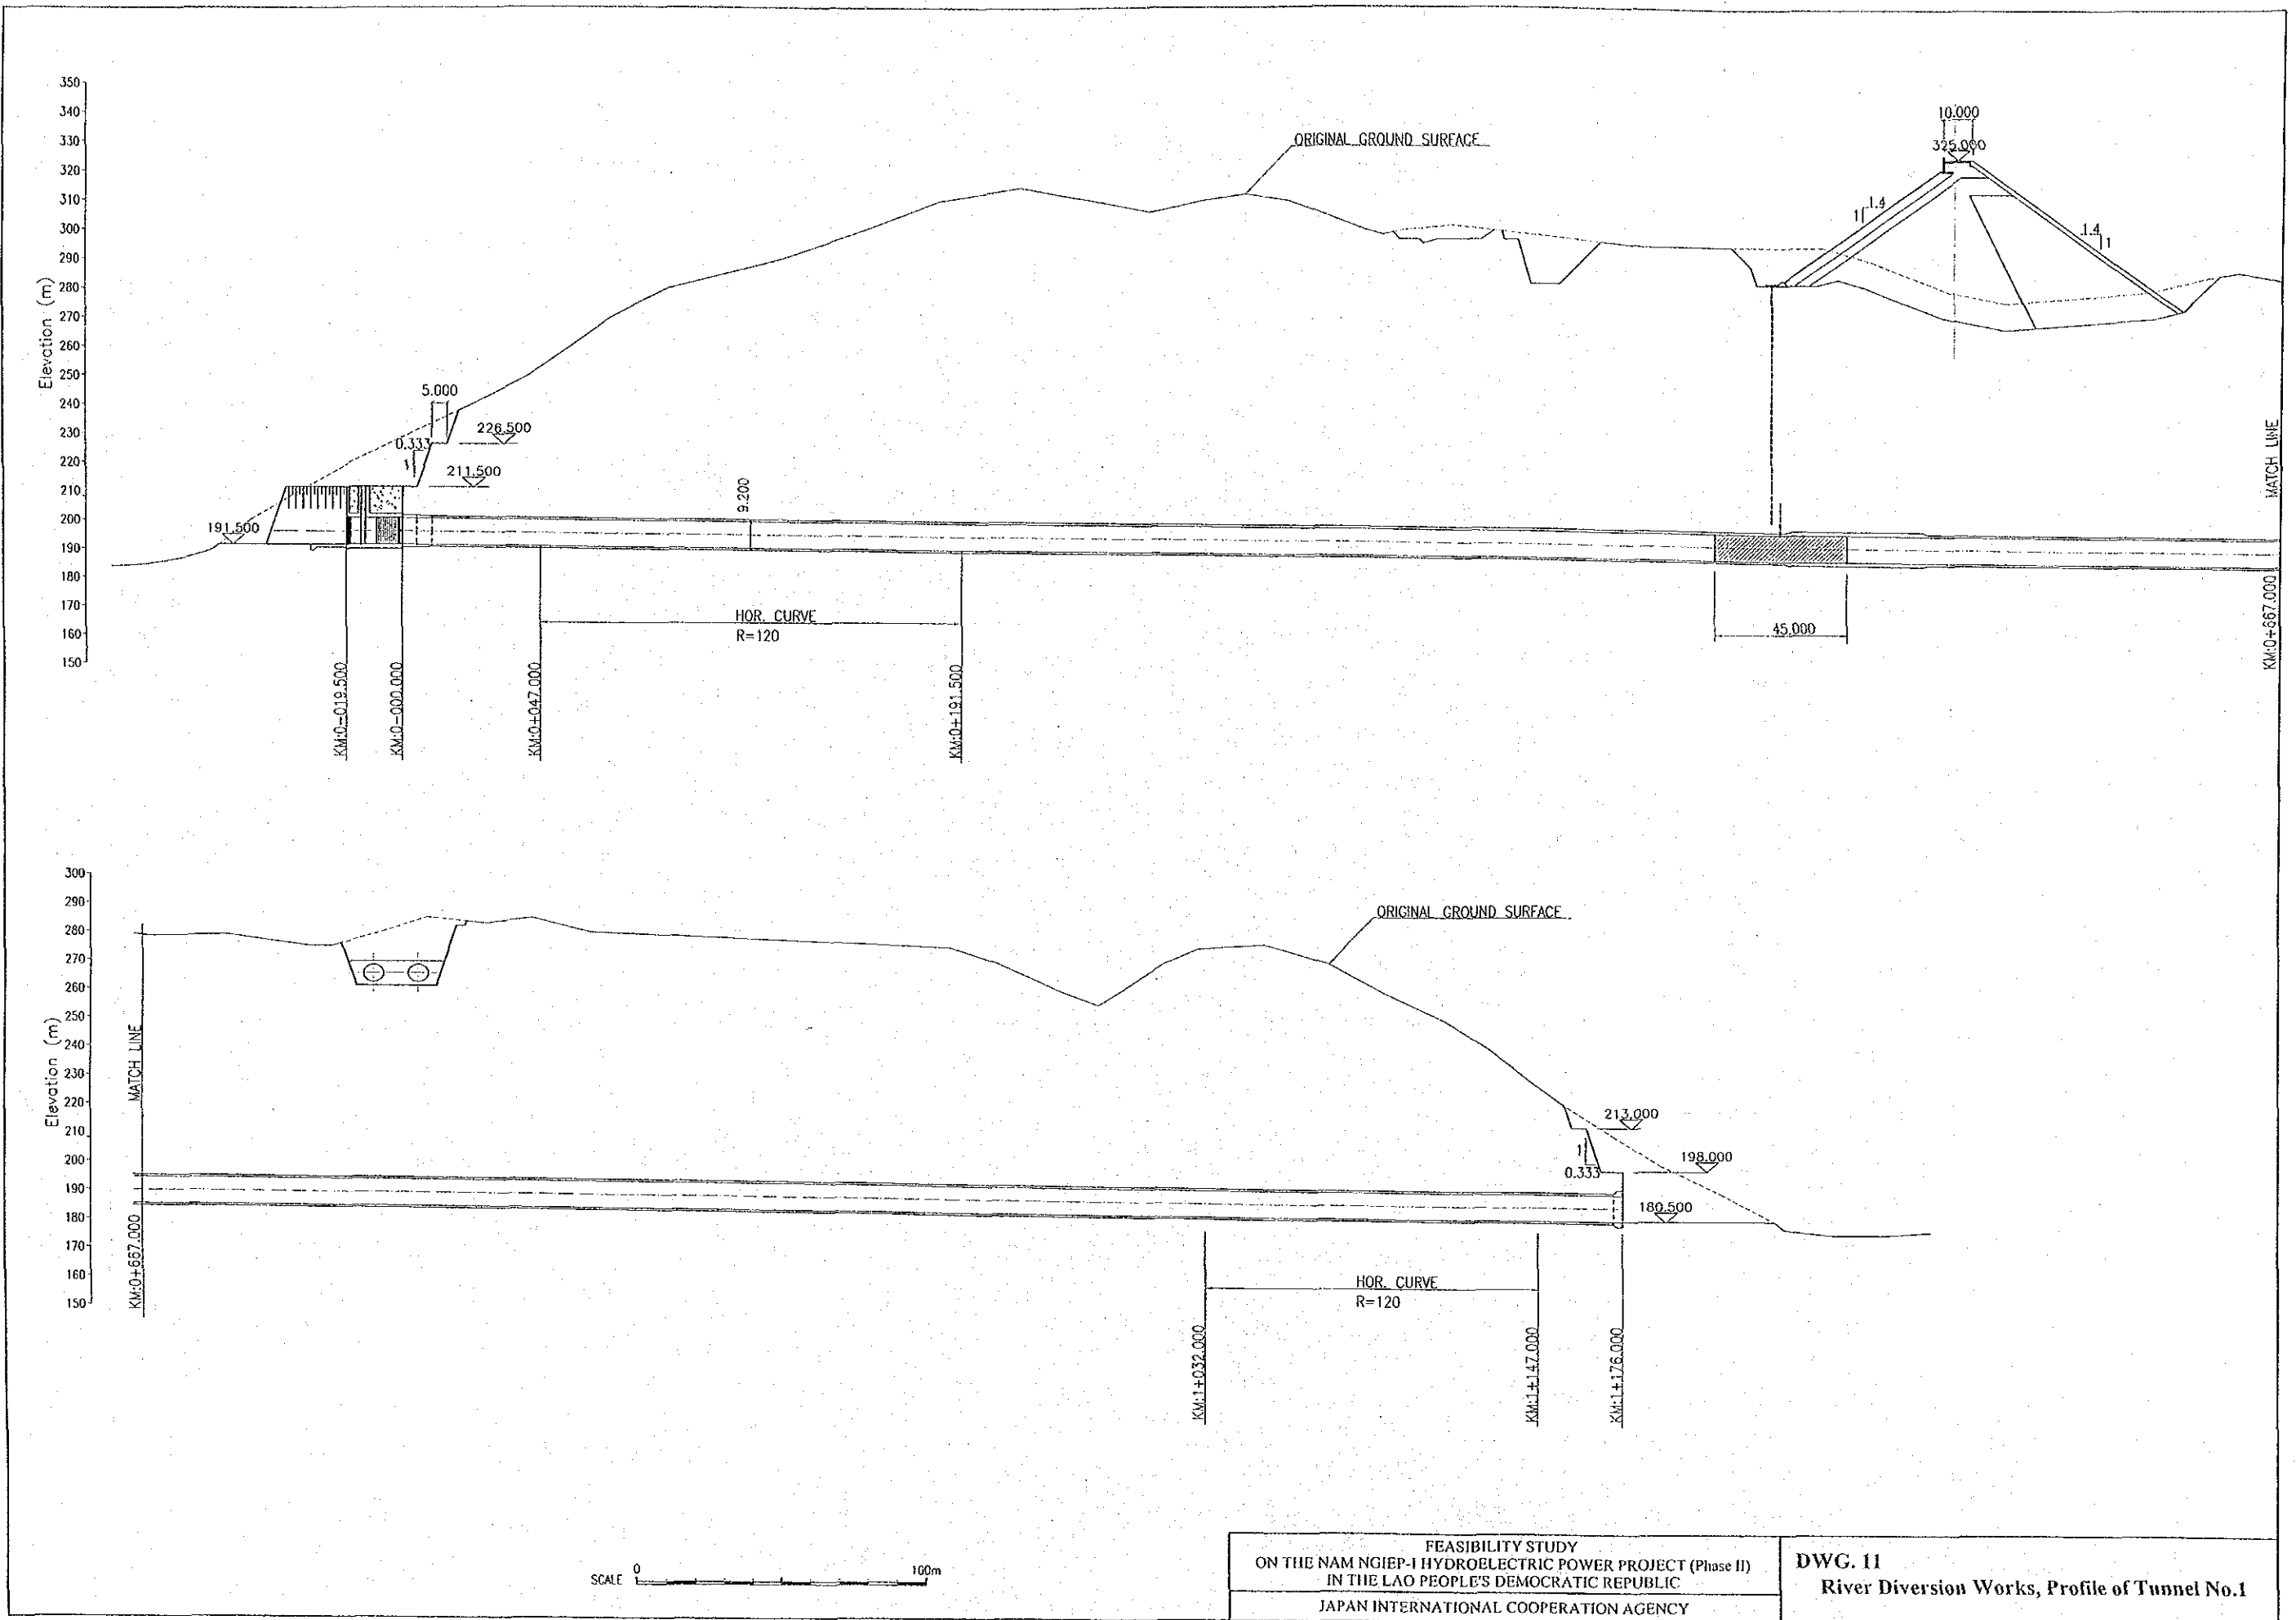 350
340
330
320
310
300
290
280
270
260
250
240
230
220
210
200
190
180
170
160
150
Elevation (m)
ORIGINAL GROUND SURFACE
10.000
325.000
1 1.4
1.4 1
5.000
226.500
0.333
1
211.500
191.500
9.200
HOR. CURVE
R=120
45.000
MATCH LINE
KM:0+667.000
KM:0-019.500
KM:0-000.000
KM:0+047.000
KM:0+191.500
300
290
280
270
260
250
240
230
220
210
200
190
180
170
160
150
Elevation (m)
MATCH LINE
KM:0+667.000
ORIGINAL GROUND SURFACE
213.000
1
0.333
198.000
180.500
HOR. CURVE
R=120
KM:1+032.000
KM:1+147.000
KM:1+176.000
SCALE 0 100m
FEASIBILITY STUDY
ON THE NAM NGIEP-I HYDROELECTRIC POWER PROJECT (Phase II)
IN THE LAO PEOPLE'S DEMOCRATIC REPUBLIC
JAPAN INTERNATIONAL COOPERATION AGENCY
DWG. 11
River Diversion Works, Profile of Tunnel No.1